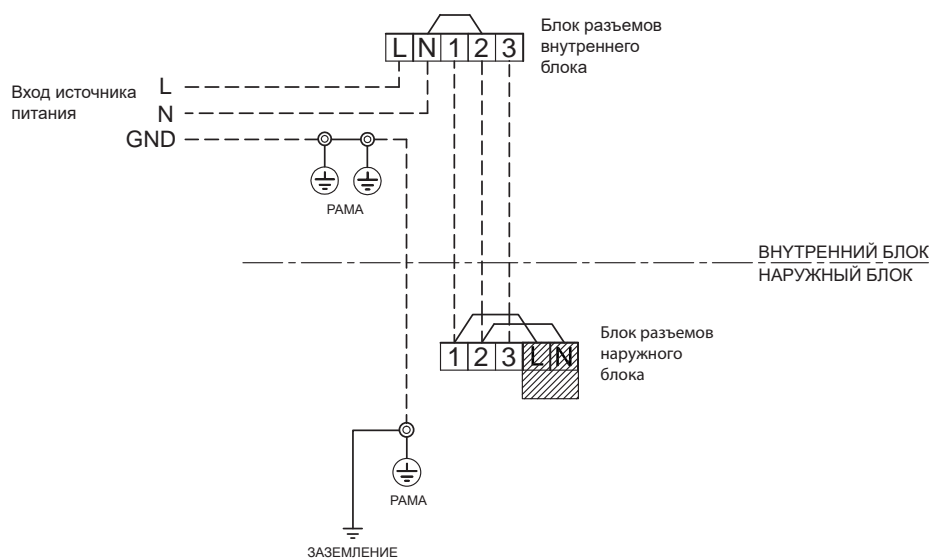 Блок разъемов
внутреннего
блока
L N 1 2 3
Вход источника
питания
L
N
GND
РАМА
ВНУТРЕННИЙ БЛОК
НАРУЖНЫЙ БЛОК
Блок разъемов
наружного
блока
1 2 3 L N
РАМА
ЗАЗЕМЛЕНИЕ